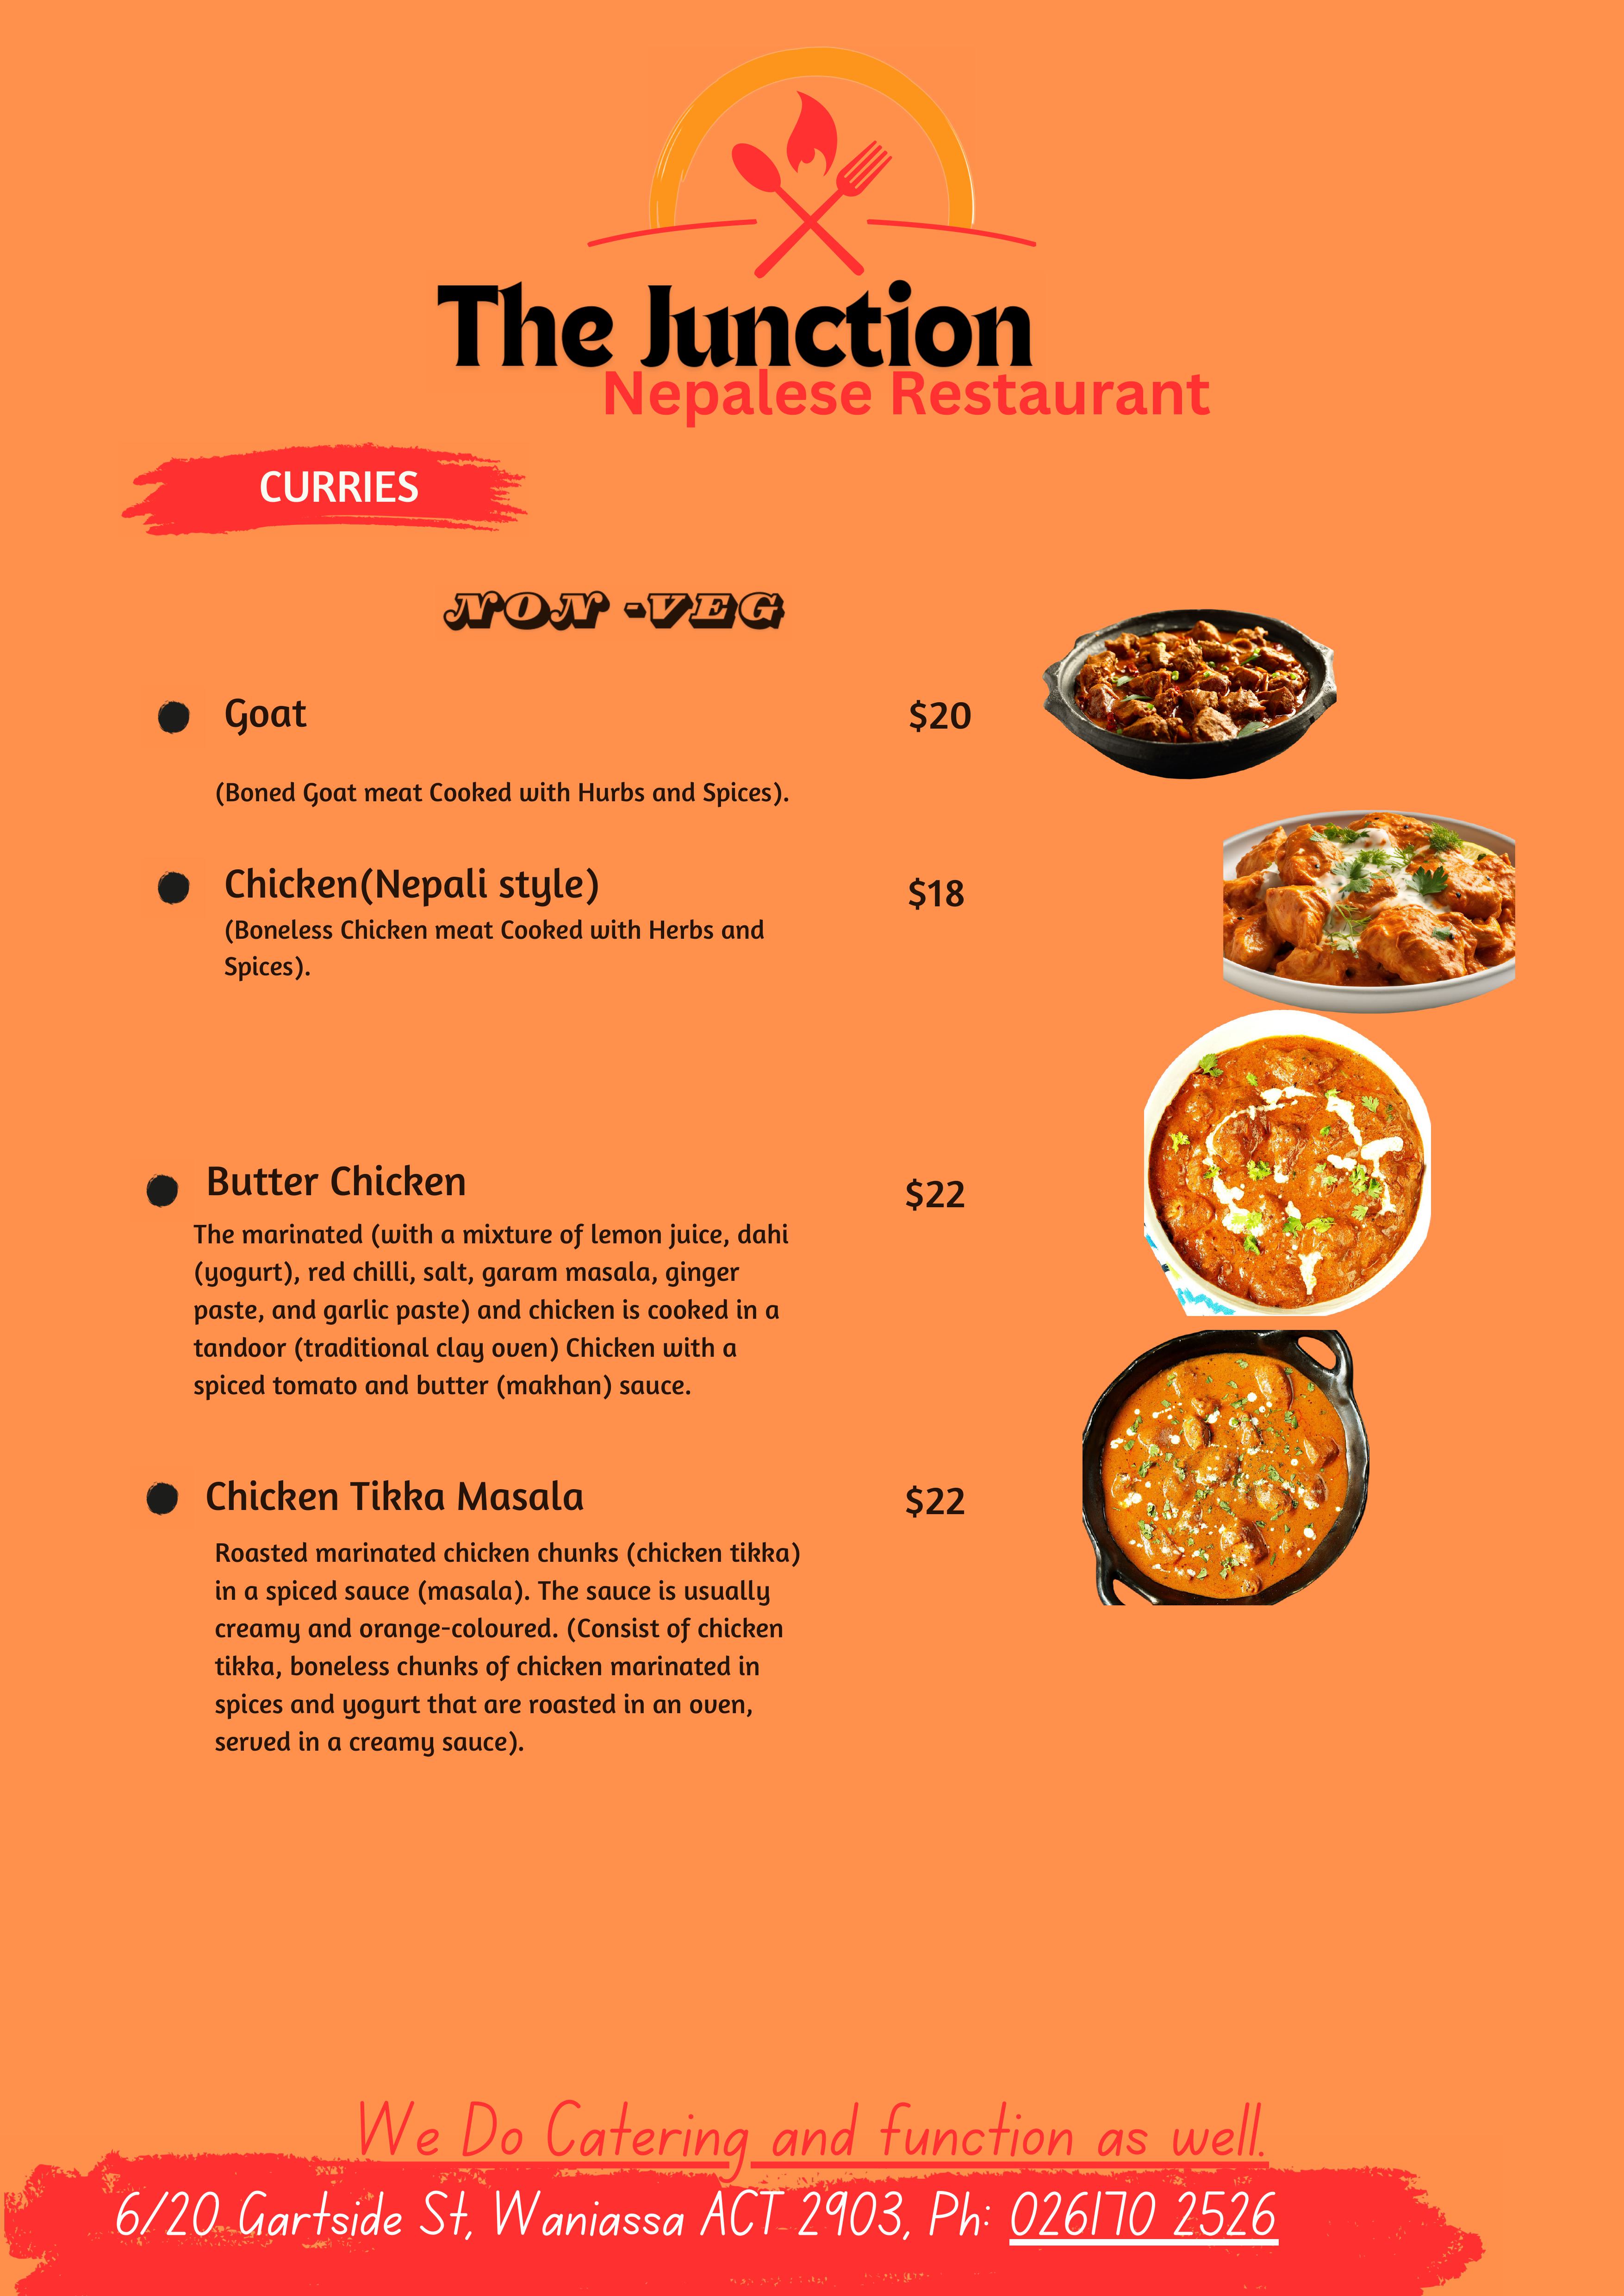 The Junction
Nepalese Restaurant
CURRIES
NON -VEG
Goat $20
(Boned Goat meat Cooked with Hurbs and Spices).
Chicken(Nepali style) $18
(Boneless Chicken meat Cooked with Herbs and
Spices).
Butter Chicken $22
The marinated (with a mixture of lemon juice, dahi
(yogurt), red chilli, salt, garam masala, ginger
paste, and garlic paste) and chicken is cooked in a
tandoor (traditional clay oven) Chicken with a
spiced tomato and butter (makhan) sauce.
Chicken Tikka Masala $22
Roasted marinated chicken chunks (chicken tikka)
in a spiced sauce (masala). The sauce is usually
creamy and orange-coloured. (Consist of chicken
tikka, boneless chunks of chicken marinated in
spices and yogurt that are roasted in an oven,
served in a creamy sauce).
We Do Catering and function as well.
6/20 Gartside St, Waniassa ACT 2903, Ph: 026170 2526